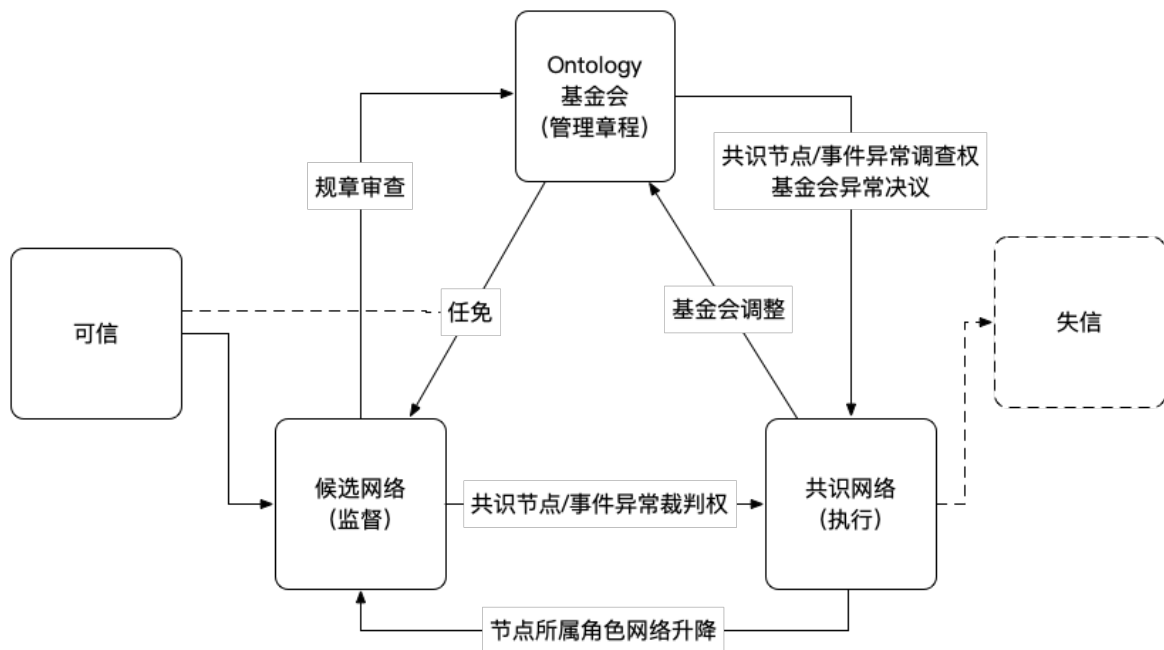 Ontology
基金会
(管理章程)
共识节点/事件异常调查权
基金会异常决议
规章审查
任免
基金会调整
可信
失信
候选网络
(监督)
共识节点/事件异常裁判权
共识网络
(执行)
节点所属角色网络升降